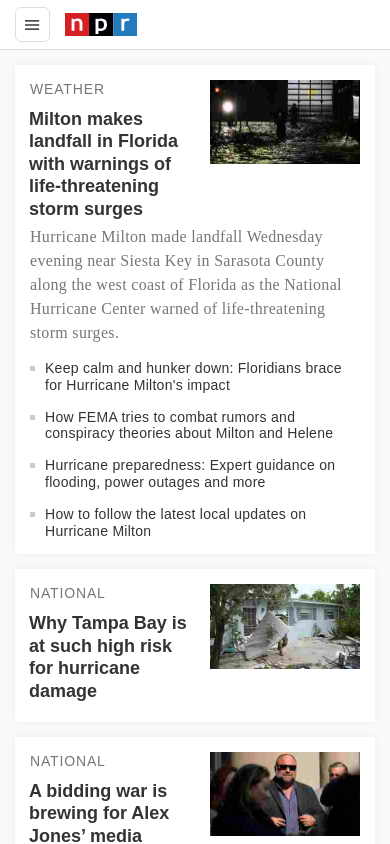 npr
WEATHER
Milton makes
landfall in Florida
with warnings of
life-threatening
storm surges
Hurricane Milton made landfall Wednesday
evening near Siesta Key in Sarasota County
along the west coast of Florida as the National
Hurricane Center warned of life-threatening
storm surges.
Keep calm and hunker down: Floridians brace
for Hurricane Milton's impact
How FEMA tries to combat rumors and
conspiracy theories about Milton and Helene
Hurricane preparedness: Expert guidance on
flooding, power outages and more
How to follow the latest local updates on
Hurricane Milton
NATIONAL
Why Tampa Bay is
at such high risk
for hurricane
damage
NATIONAL
A bidding war is
brewing for Alex
Jones’ media